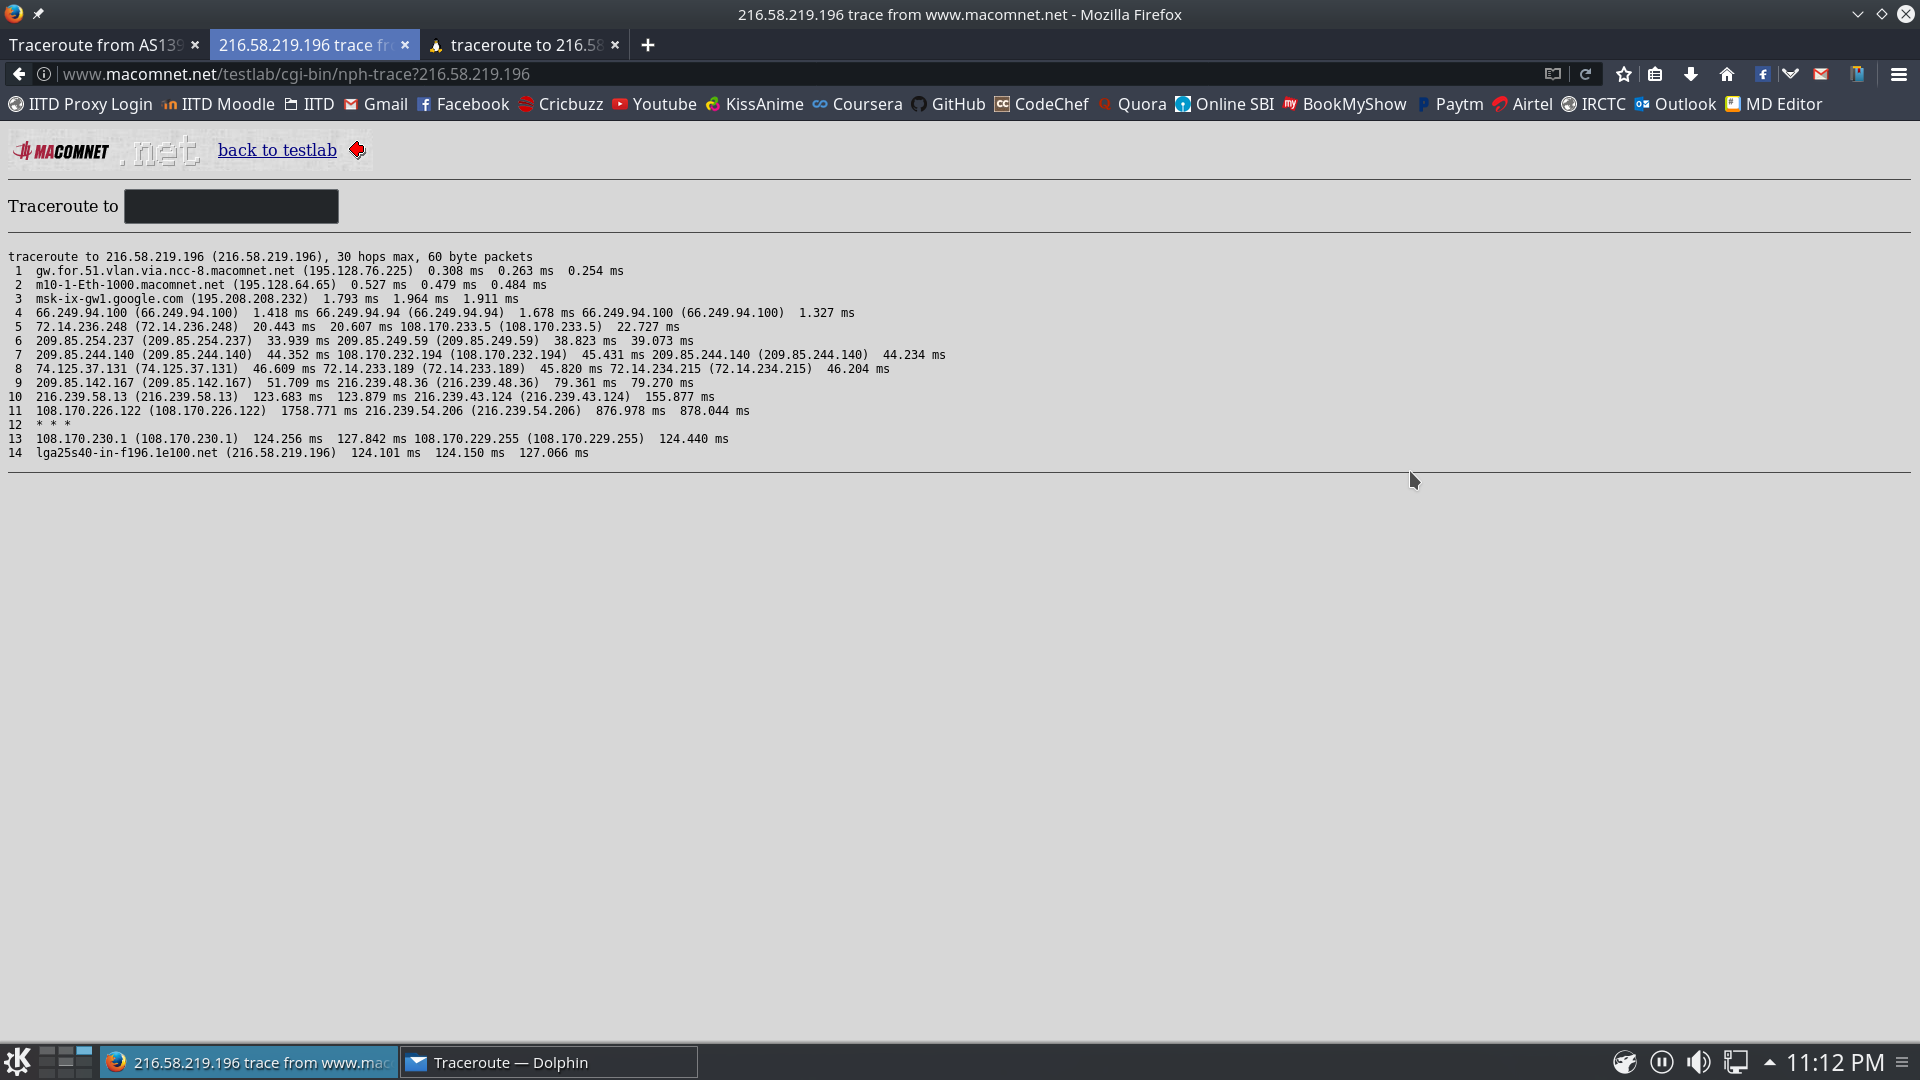 216.58.219.196 trace from www.macomnet.net - Mozilla Firefox
Traceroute from AS139 216.58.219.196 trace fr traceroute to 216.58
www.macomnet.net/testlab/cgi-bin/nph-trace?216.58.219.196
IITD Proxy Login IITD Moodle IITD Gmail Facebook Cricbuzz Youtube KissAnime Coursera GitHub CodeChef Quora Online SBI BookMyShow Paytm Airtel IRCTC Outlook MD Editor
MACOMNET .net back to testlab
Traceroute to
traceroute to 216.58.219.196 (216.58.219.196), 30 hops max, 60 byte packets
1 gw.for.51.vlan.via.ncc-8.macomnet.net (195.128.76.225) 0.308 ms 0.263 ms 0.254 ms
2 m10-1-Eth-1000.macomnet.net (195.128.64.65) 0.527 ms 0.479 ms 0.484 ms
3 msk-ix-gw1.google.com (195.208.208.232) 1.793 ms 1.964 ms 1.911 ms
4 66.249.94.100 (66.249.94.100) 1.418 ms 66.249.94.94 (66.249.94.94) 1.678 ms 66.249.94.100 (66.249.94.100) 1.327 ms
5 72.14.236.248 (72.14.236.248) 20.443 ms 20.607 ms 108.170.233.5 (108.170.233.5) 22.727 ms
6 209.85.254.237 (209.85.254.237) 33.939 ms 209.85.249.59 (209.85.249.59) 38.823 ms 39.073 ms
7 209.85.244.140 (209.85.244.140) 44.352 ms 108.170.232.194 (108.170.232.194) 45.431 ms 209.85.244.140 (209.85.244.140) 44.234 ms
8 74.125.37.131 (74.125.37.131) 46.609 ms 72.14.233.189 (72.14.233.189) 45.820 ms 72.14.234.215 (72.14.234.215) 46.204 ms
9 209.85.142.167 (209.85.142.167) 51.709 ms 216.239.48.36 (216.239.48.36) 79.361 ms 79.270 ms
10 216.239.58.13 (216.239.58.13) 123.683 ms 123.879 ms 216.239.43.124 (216.239.43.124) 155.877 ms
11 108.170.226.122 (108.170.226.122) 1758.771 ms 216.239.54.206 (216.239.54.206) 876.978 ms 878.044 ms
12 * * *
13 108.170.230.1 (108.170.230.1) 124.256 ms 127.842 ms 108.170.229.255 (108.170.229.255) 124.440 ms
14 lga25s40-in-f196.1e100.net (216.58.219.196) 124.101 ms 124.150 ms 127.066 ms
216.58.219.196 trace from www.mac Traceroute — Dolphin 11:12 PM